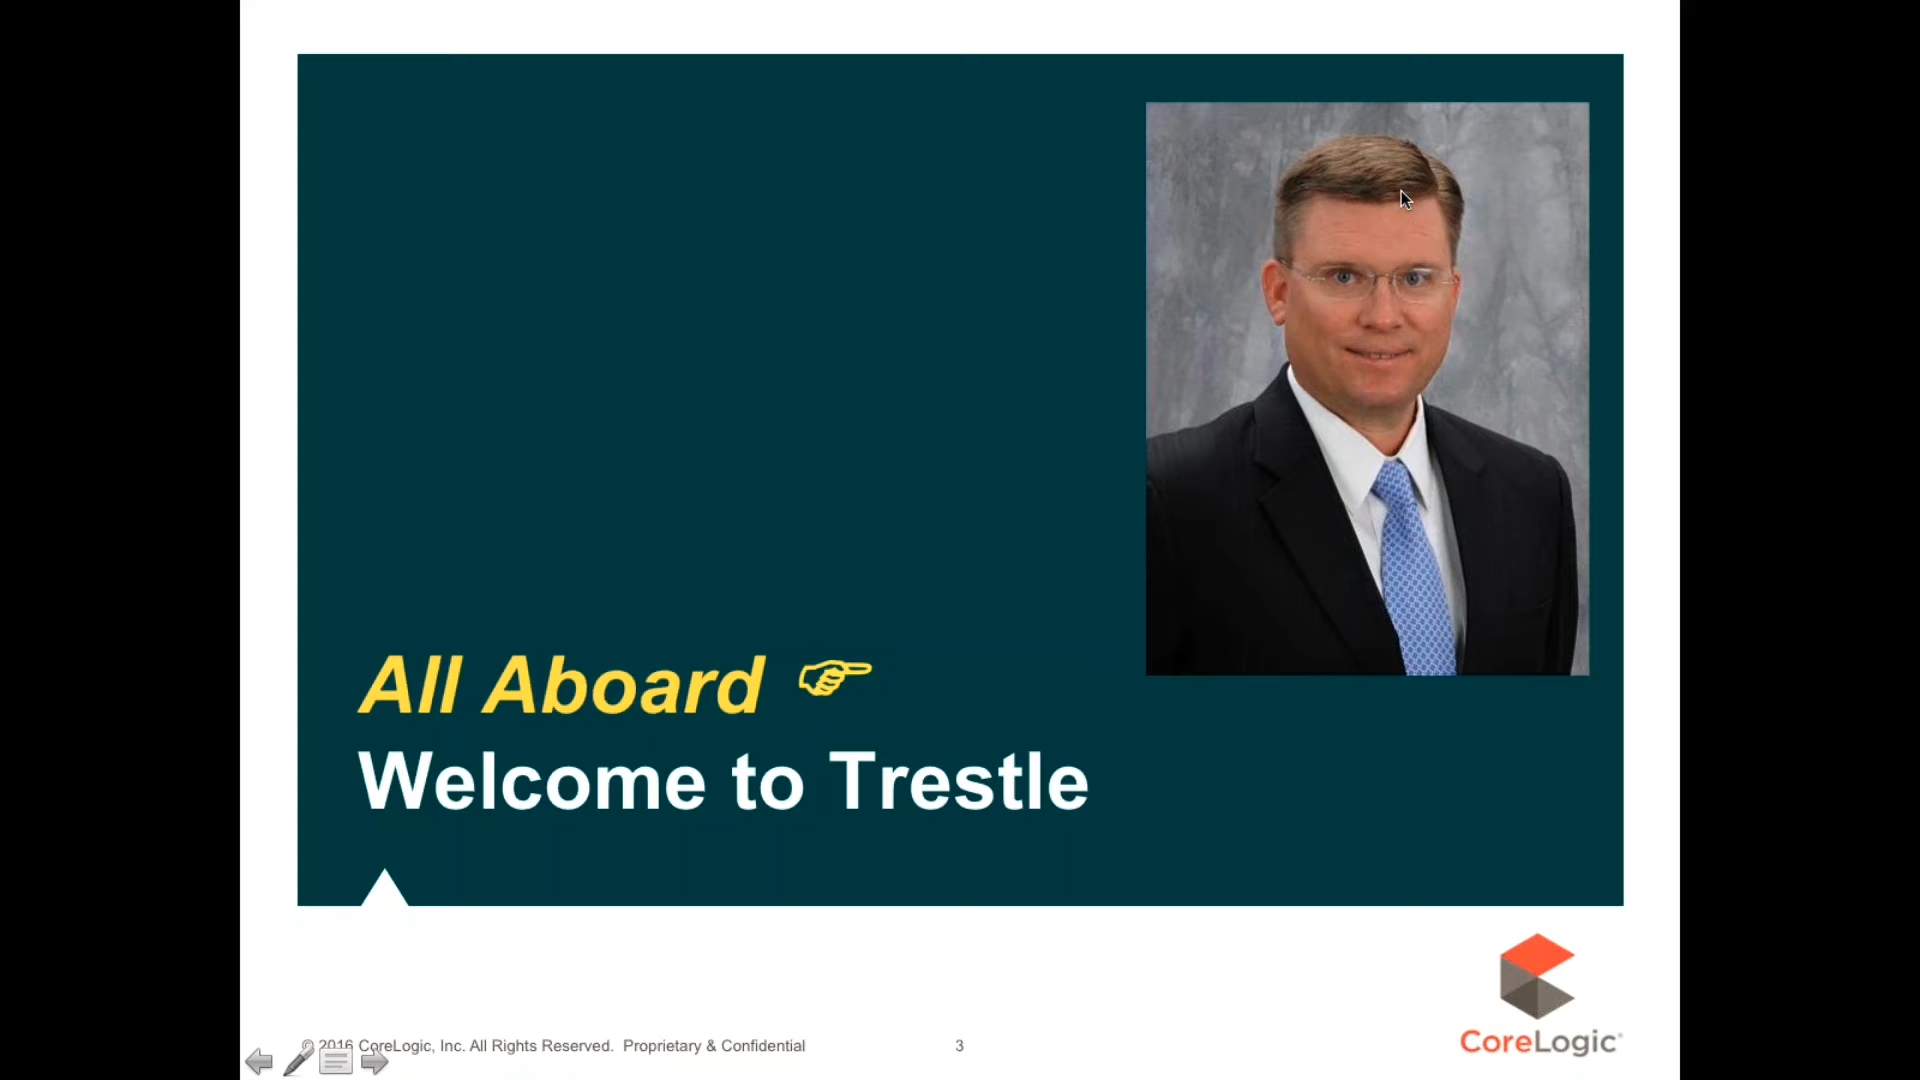 All Aboard ☞
Welcome to Trestle
© 2016 CoreLogic, Inc. All Rights Reserved. Proprietary & Confidential
3
CoreLogic®